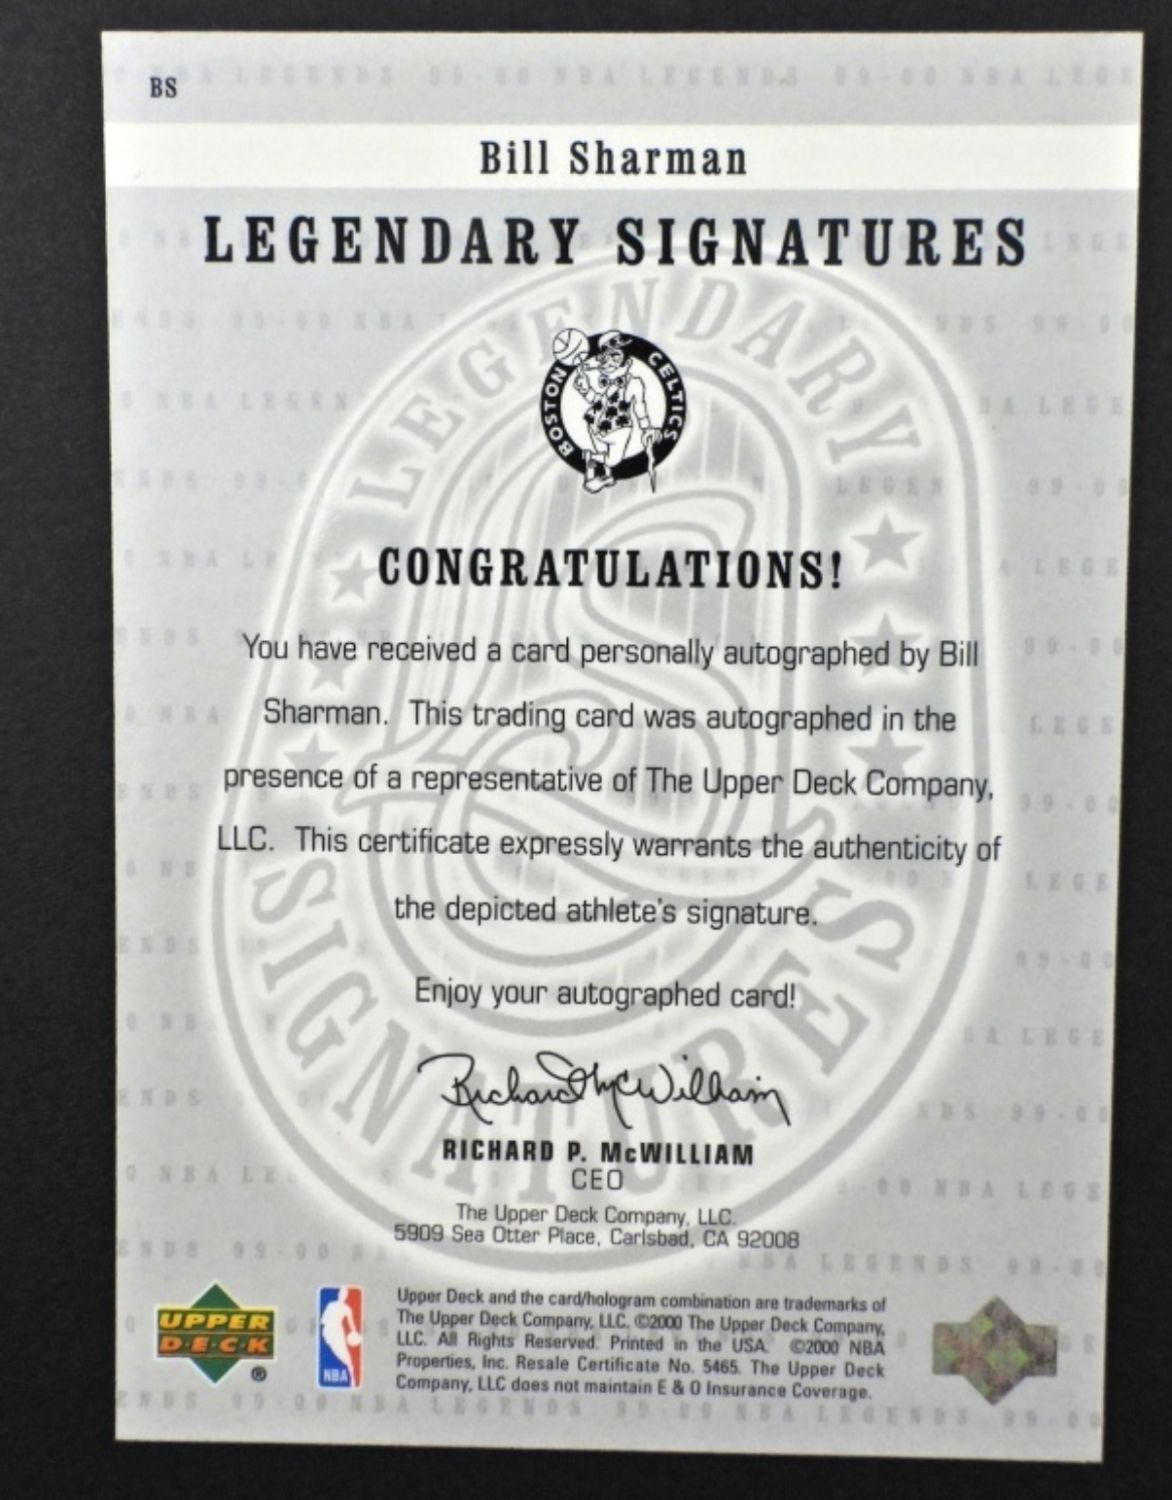 BS
Bill Sharman
LEGENDARY SIGNATURES
BOSTON CELTICS
LEGENDARY
CONGRATULATIONS!
You have received a card personally autographed by Bill
Sharman. This trading card was autographed in the
presence of a representative of The Upper Deck Company,
LLC. This certificate expressly warrants the authenticity of
the depicted athlete's signature.
Enjoy your autographed card!
SIGNATURES
Richard McWilliam
RICHARD P. McWILLIAM
CEO
The Upper Deck Company, LLC.
5909 Sea Otter Place, Carlsbad, CA 92008
UPPER
DECK
®
NBA
Upper Deck and the card/hologram combination are trademarks of
The Upper Deck Company, LLC. ©2000 The Upper Deck Company,
LLC. All Rights Reserved. Printed in the USA. ©2000 NBA
Properties, Inc. Resale Certificate No. 5465. The Upper Deck
Company, LLC does not maintain E & O Insurance Coverage.